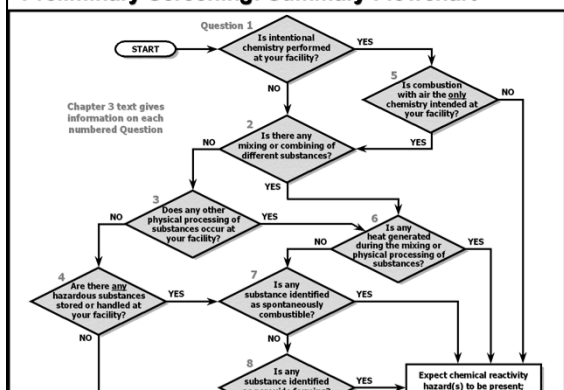 Preliminary Screening: Summary Flowchart
Question 1
START
Is intentional
chemistry performed
at your facility?
YES
NO
5
Is combustion
with air the only
chemistry intended at
your facility?
NO
YES
Chapter 3 text gives
information on each
numbered Question
2
Is there any
mixing or combining of
different substances?
NO
YES
3
Does any other
physical processing of
substances occur at
your facility?
NO
YES
6
Is any
heat generated
during the mixing or
physical processing of
substances?
NO
YES
4
Are there any
hazardous substances
stored or handled at
your facility?
YES
NO
7
Is any
substance identified
as spontaneously
combustible?
YES
NO
8
Is any
substance identified
YES
Expect chemical reactivity
hazard(s) to be present;